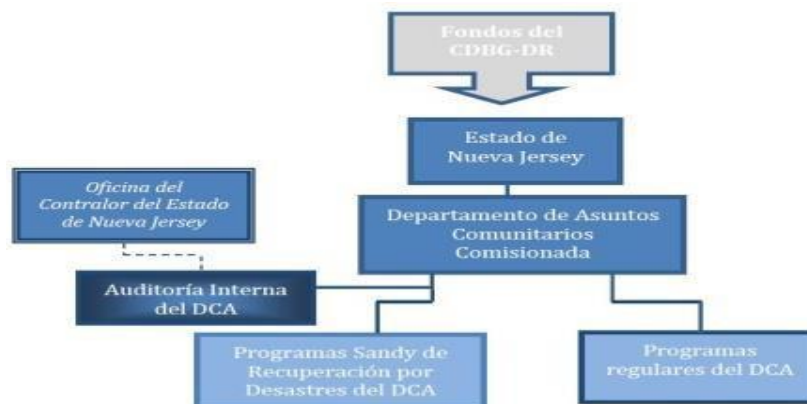 Fondos del
CDBG-DR
Estado de
Nueva Jersey
Oficina del
Contralor del Estado
de Nueva Jersey
Departamento de Asuntos
Comunitarios
Comisionada
Auditoría Interna
del DCA
Programas Sandy de
Recuperación por
Desastres del DCA
Programas
regulares del DCA